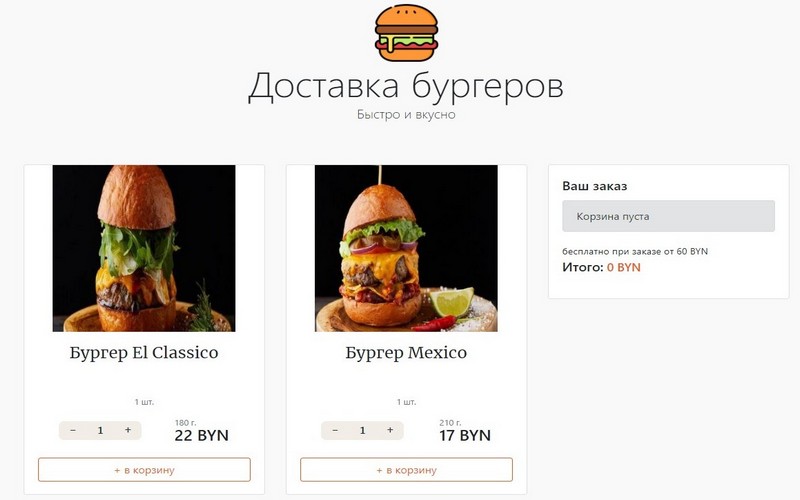 Доставка бургеров
Быстро и вкусно
Бургер El Classico
1 шт.
− 1 +
180 г.
22 BYN
+ в корзину
Бургер Mexico
1 шт.
− 1 +
210 г.
17 BYN
+ в корзину
Ваш заказ
Корзина пуста
бесплатно при заказе от 60 BYN
Итого: 0 BYN